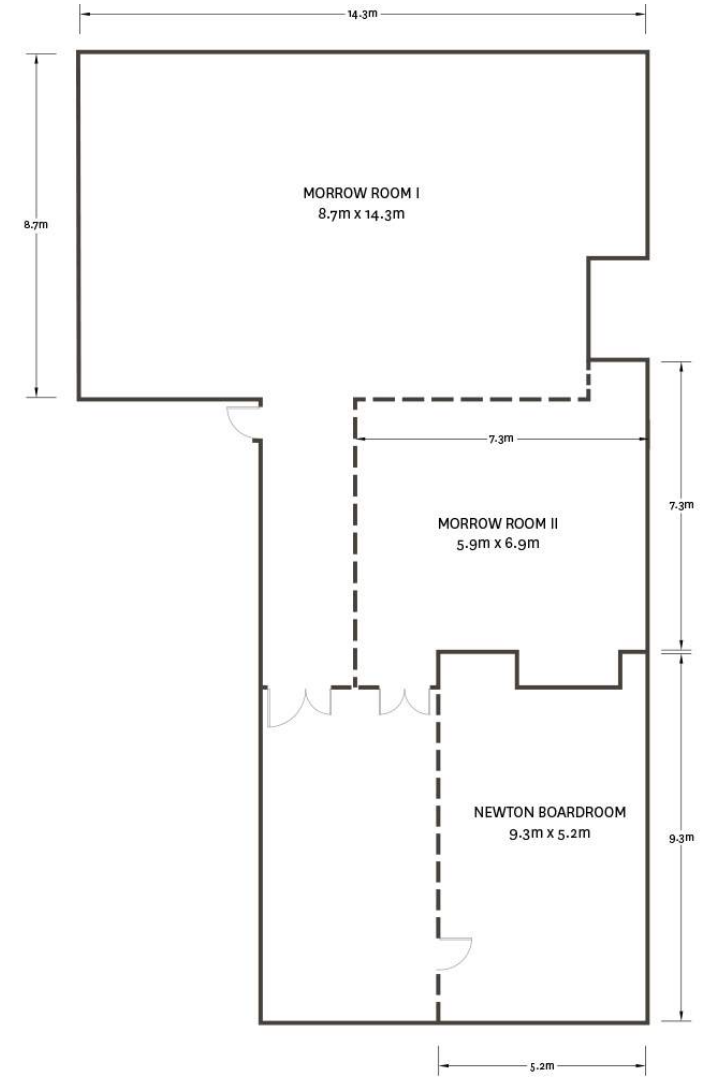 14.3m
MORROW ROOM I
8.7m x 14.3m
8.7m
7.3m
MORROW ROOM II
5.9m x 6.9m
7.3m
NEWTON BOARDROOM
9.3m x 5.2m
9.3m
5.2m